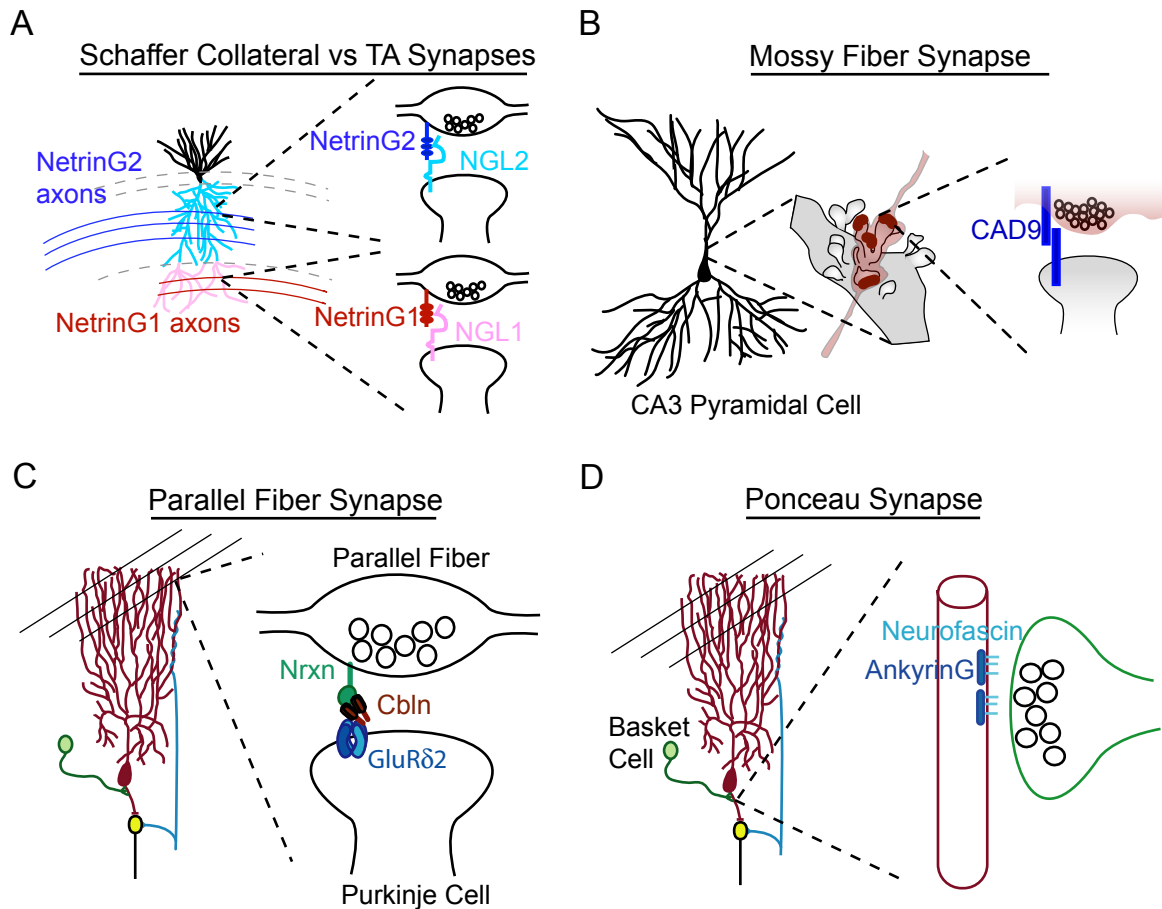 A
Schaffer Collateral vs TA Synapses
NetrinG2
axons
NetrinG1 axons
NetrinG2
NGL2
NetrinG1
NGL1
B
Mossy Fiber Synapse
CAD9
CA3 Pyramidal Cell
C
Parallel Fiber Synapse
Parallel Fiber
Nrxn
Cbln
GluRδ2
Purkinje Cell
D
Ponceau Synapse
Neurofascin
AnkyrinG
Basket
Cell